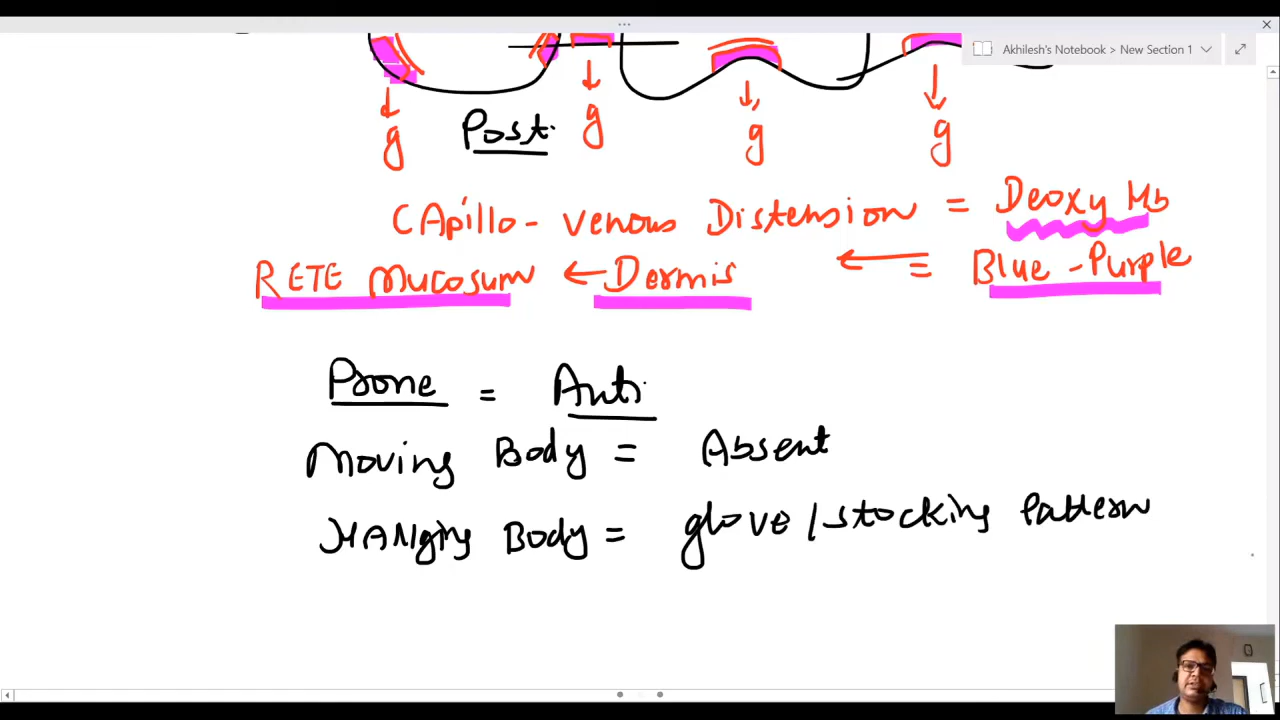 Akhilesh's Notebook > New Section 1
g
Post.
g
g
g
CApillo-venous Distension = Deoxy Hb
RETE Mucosum ← Dermis ← = Blue-Purple
Prone = Anti
Moving Body = Absent
HANging Body = glove/stocking Pattern